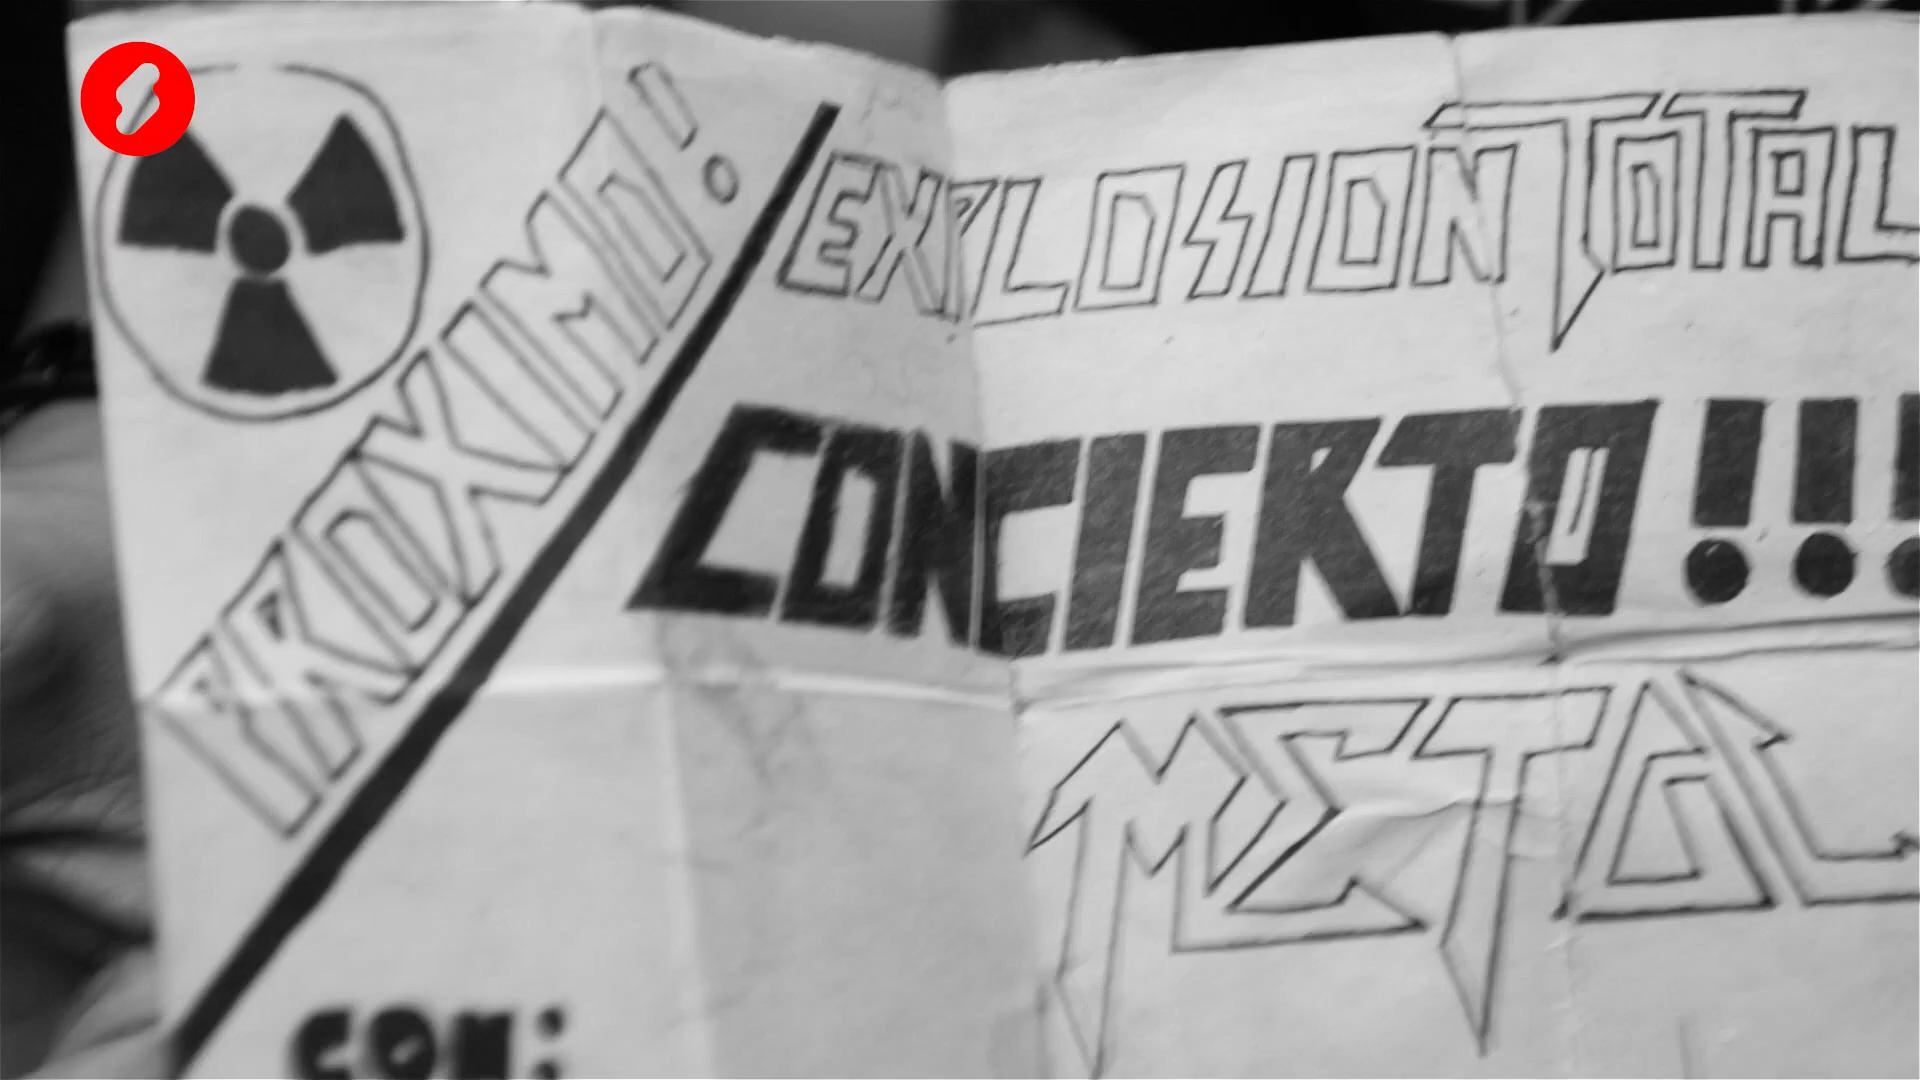 PROXIMO!
EXPLOSION TOTAL
CONCIERTO!!!
METAL
CON: